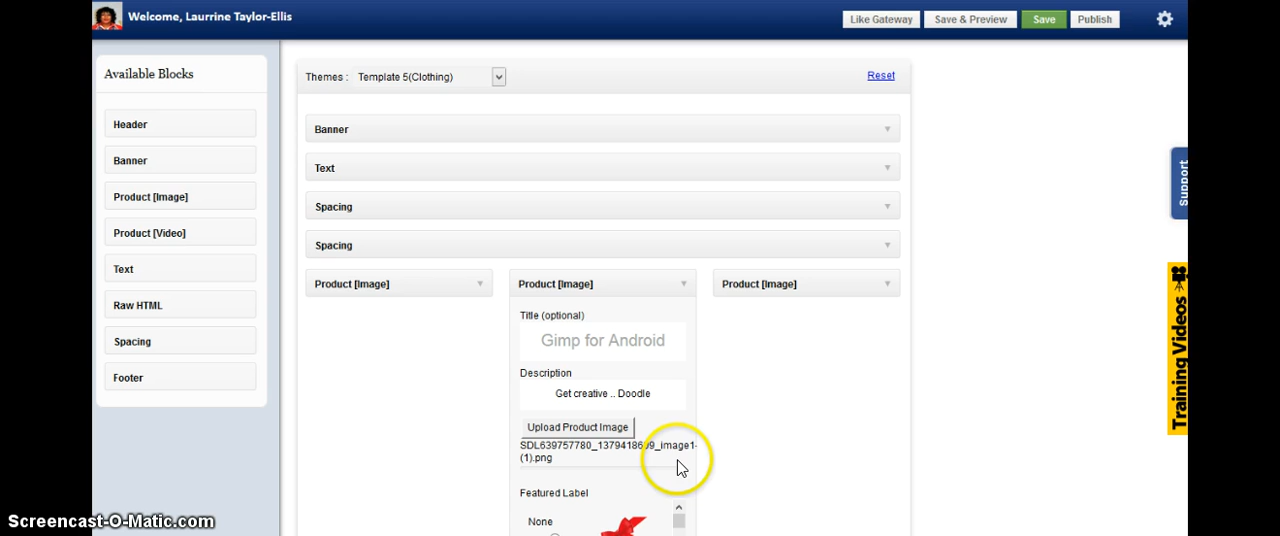 Welcome, Laurrine Taylor-Ellis
Like Gateway
Save & Preview
Save
Publish
Available Blocks
Header
Banner
Product [Image]
Product [Video]
Text
Raw HTML
Spacing
Footer
Themes : Template 5(Clothing)
Reset
Banner
Text
Spacing
Spacing
Product [Image]
Product [Image]
Product [Image]
Title (optional)
Gimp for Android
Description
Get creative .. Doodle
Upload Product Image
(1).png
Featured Label
None
Support
Training Videos
Screencast-O-Matic.com